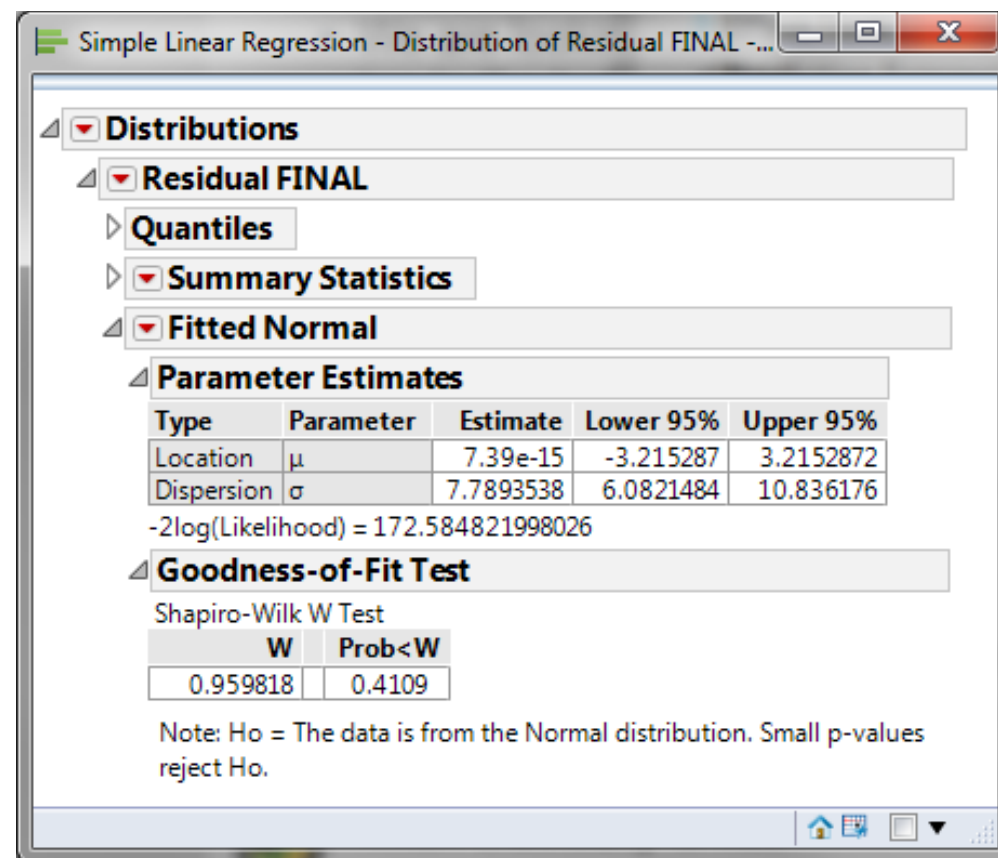 Simple Linear Regression - Distribution of Residual FINAL -...
Distributions
Residual FINAL
Quantiles
Summary Statistics
Fitted Normal
Parameter Estimates
Type Parameter Estimate Lower 95% Upper 95%
Location μ 7.39e-15 -3.215287 3.2152872
Dispersion σ 7.7893538 6.0821484 10.836176
-2log(Likelihood) = 172.584821998026
Goodness-of-Fit Test
Shapiro-Wilk W Test
W Prob<W
0.959818 0.4109
Note: Ho = The data is from the Normal distribution. Small p-values
reject Ho.